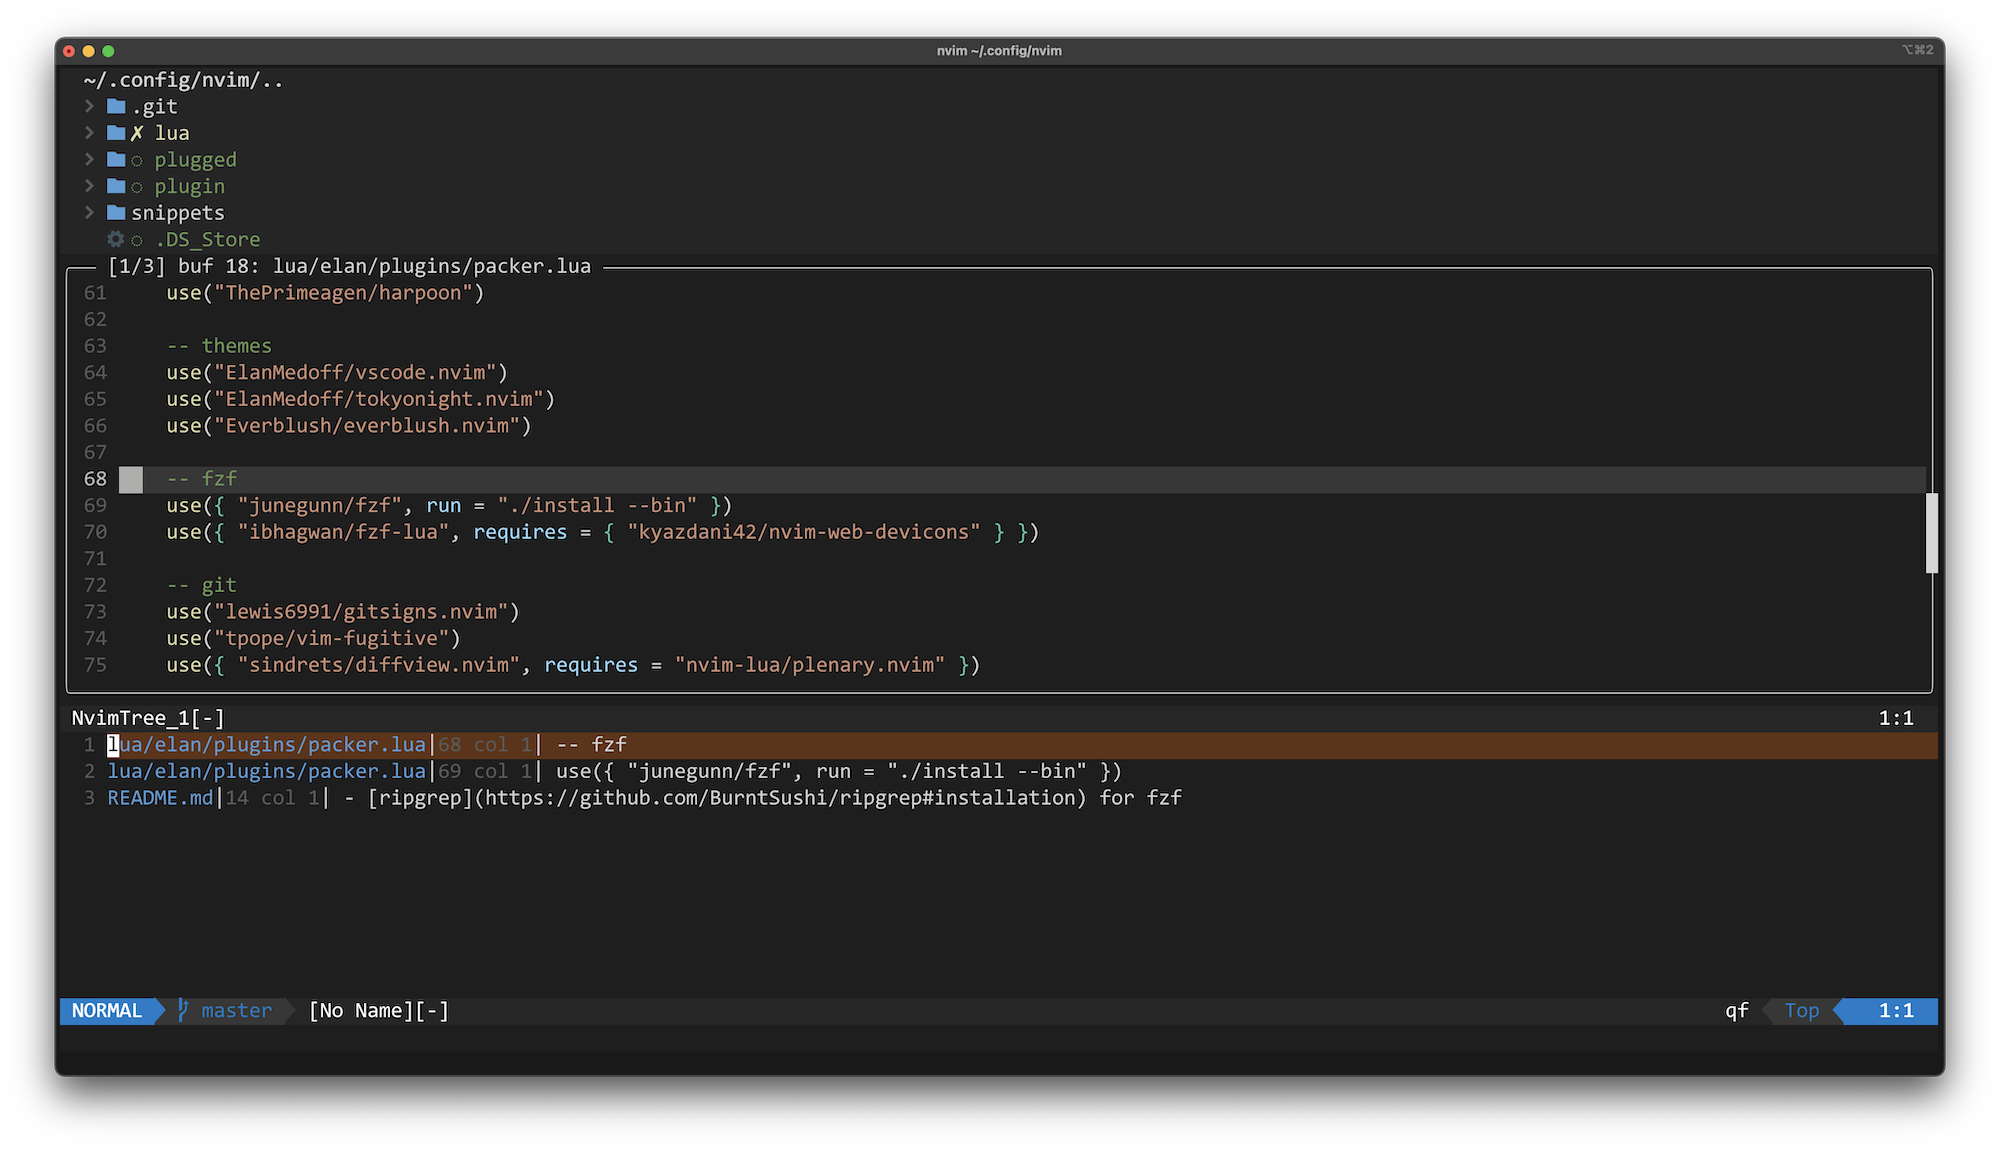 nvim ~/.config/nvim
⌥⌘2
~/.config/nvim/..
.git
✗ lua
plugged
plugin
snippets
.DS_Store
[1/3] buf 18: lua/elan/plugins/packer.lua
61 use("ThePrimeagen/harpoon")
62
63 -- themes
64 use("ElanMedoff/vscode.nvim")
65 use("ElanMedoff/tokyonight.nvim")
66 use("Everblush/everblush.nvim")
67
68 -- fzf
69 use({ "junegunn/fzf", run = "./install --bin" })
70 use({ "ibhagwan/fzf-lua", requires = { "kyazdani42/nvim-web-devicons" } })
71
72 -- git
73 use("lewis6991/gitsigns.nvim")
74 use("tpope/vim-fugitive")
75 use({ "sindrets/diffview.nvim", requires = "nvim-lua/plenary.nvim" })
NvimTree_1[-] 1:1
1 lua/elan/plugins/packer.lua|68 col 1| -- fzf
2 lua/elan/plugins/packer.lua|69 col 1| use({ "junegunn/fzf", run = "./install --bin" })
3 README.md|14 col 1| - [ripgrep](https://github.com/BurntSushi/ripgrep#installation) for fzf
NORMAL master [No Name][-] qf Top 1:1